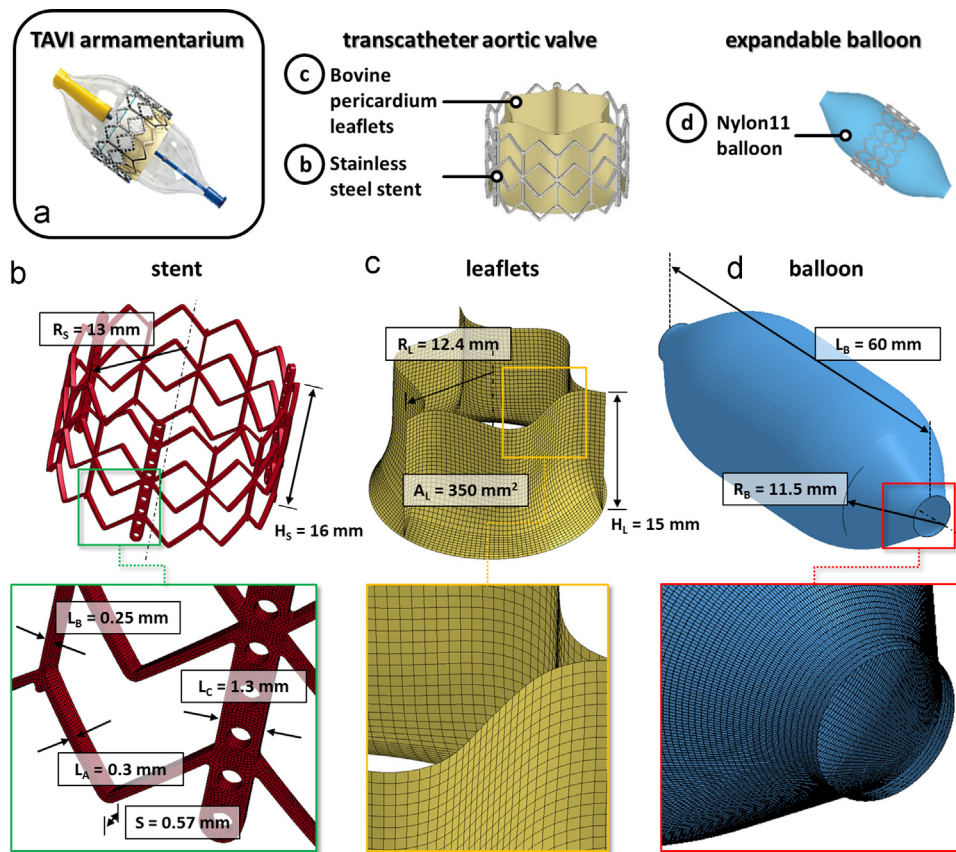 TAVI armamentarium
transcatheter aortic valve
expandable balloon
c
Bovine
pericardium
leaflets
b
Stainless
steel stent
d
Nylon11
balloon
a
b
stent
c
leaflets
d
balloon
R_S = 13 mm
H_S = 16 mm
R_L = 12.4 mm
A_L = 350 mm²
H_L = 15 mm
L_B = 60 mm
R_B = 11.5 mm
L_B = 0.25 mm
L_C = 1.3 mm
L_A = 0.3 mm
S = 0.57 mm